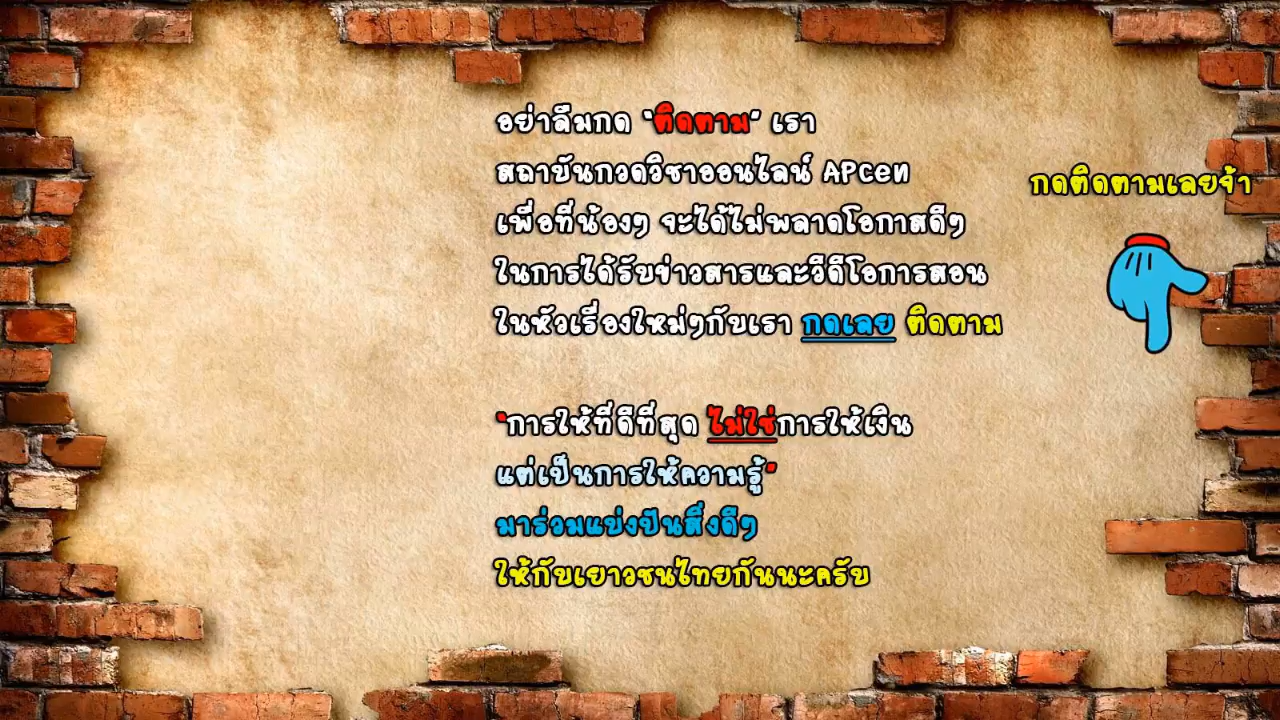 อย่าลืมกด "ติดตาม" เรา
สถาบันกวดวิชาออนไลน์ APcen
เพื่อที่น้องๆ จะได้ไม่พลาดโอกาสดีๆ
ในการได้รับข่าวสารและวีดีโอการสอน
ในหัวเรื่องใหม่ๆกับเรา กดเลย ติดตาม
กดติดตามเลยจ้า
"การให้ที่ดีที่สุด ไม่ใช่การให้เงิน
แต่เป็นการให้ความรู้"
มาร่วมแบ่งปันสิ่งดีๆ
ให้กับเยาวชนไทยกันนะครับ